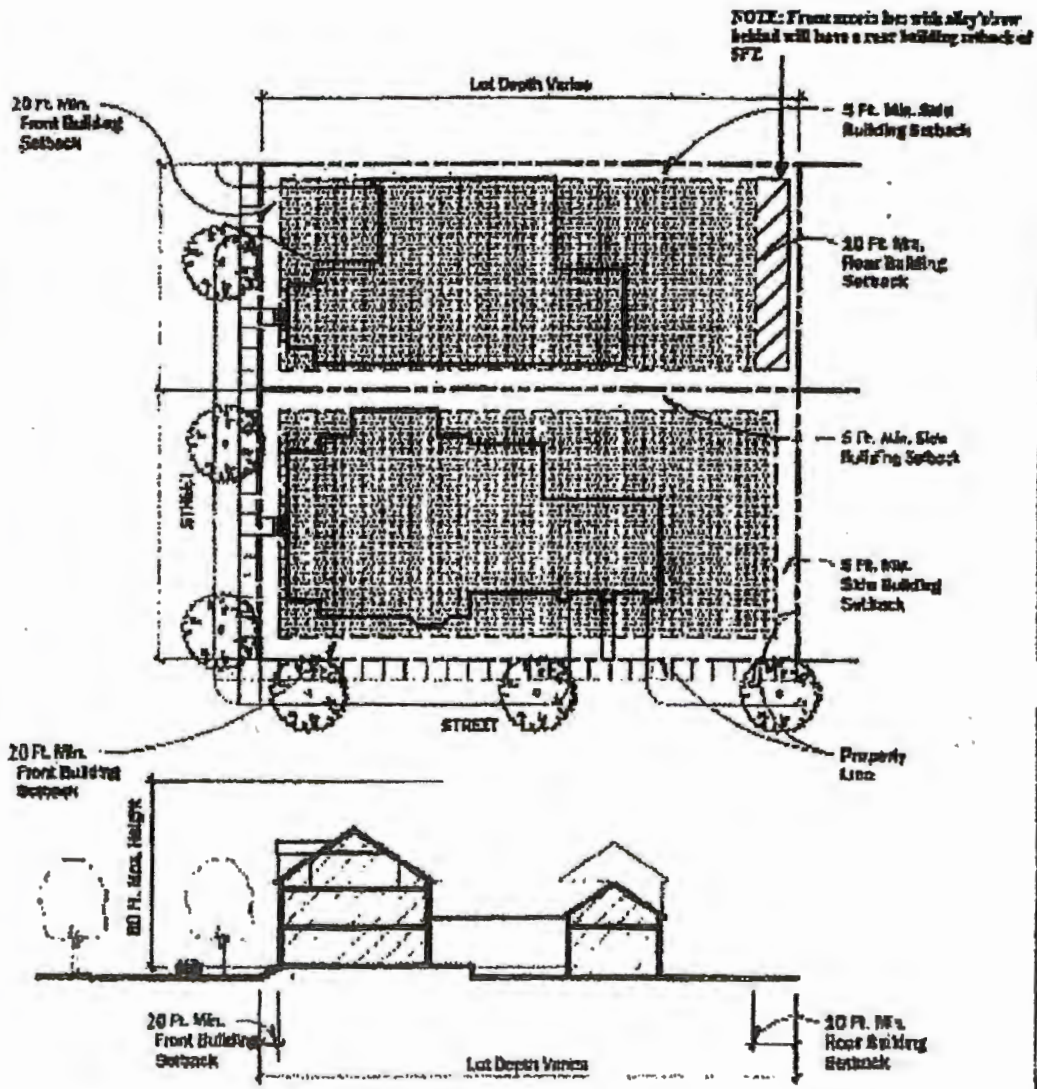 NOTE: Front access lots with alley's/row
behind will have a rear building setback of
5FT.
Lot Depth Varies
20 Ft. Min.
Front Building
Setback
5 Ft. Min. Side
Building Setback
10 Ft. Min.
Rear Building
Setback
5 Ft. Min. Side
Building Setback
STREET
5 Ft. Min.
Side Building
Setback
STREET
20 Ft. Min.
Front Building
Setback
Property
Line
Ft. Max. Height
20 Ft. Min.
Front Building
Setback
10 Ft. Min.
Rear Building
Setback
Lot Depth Varies